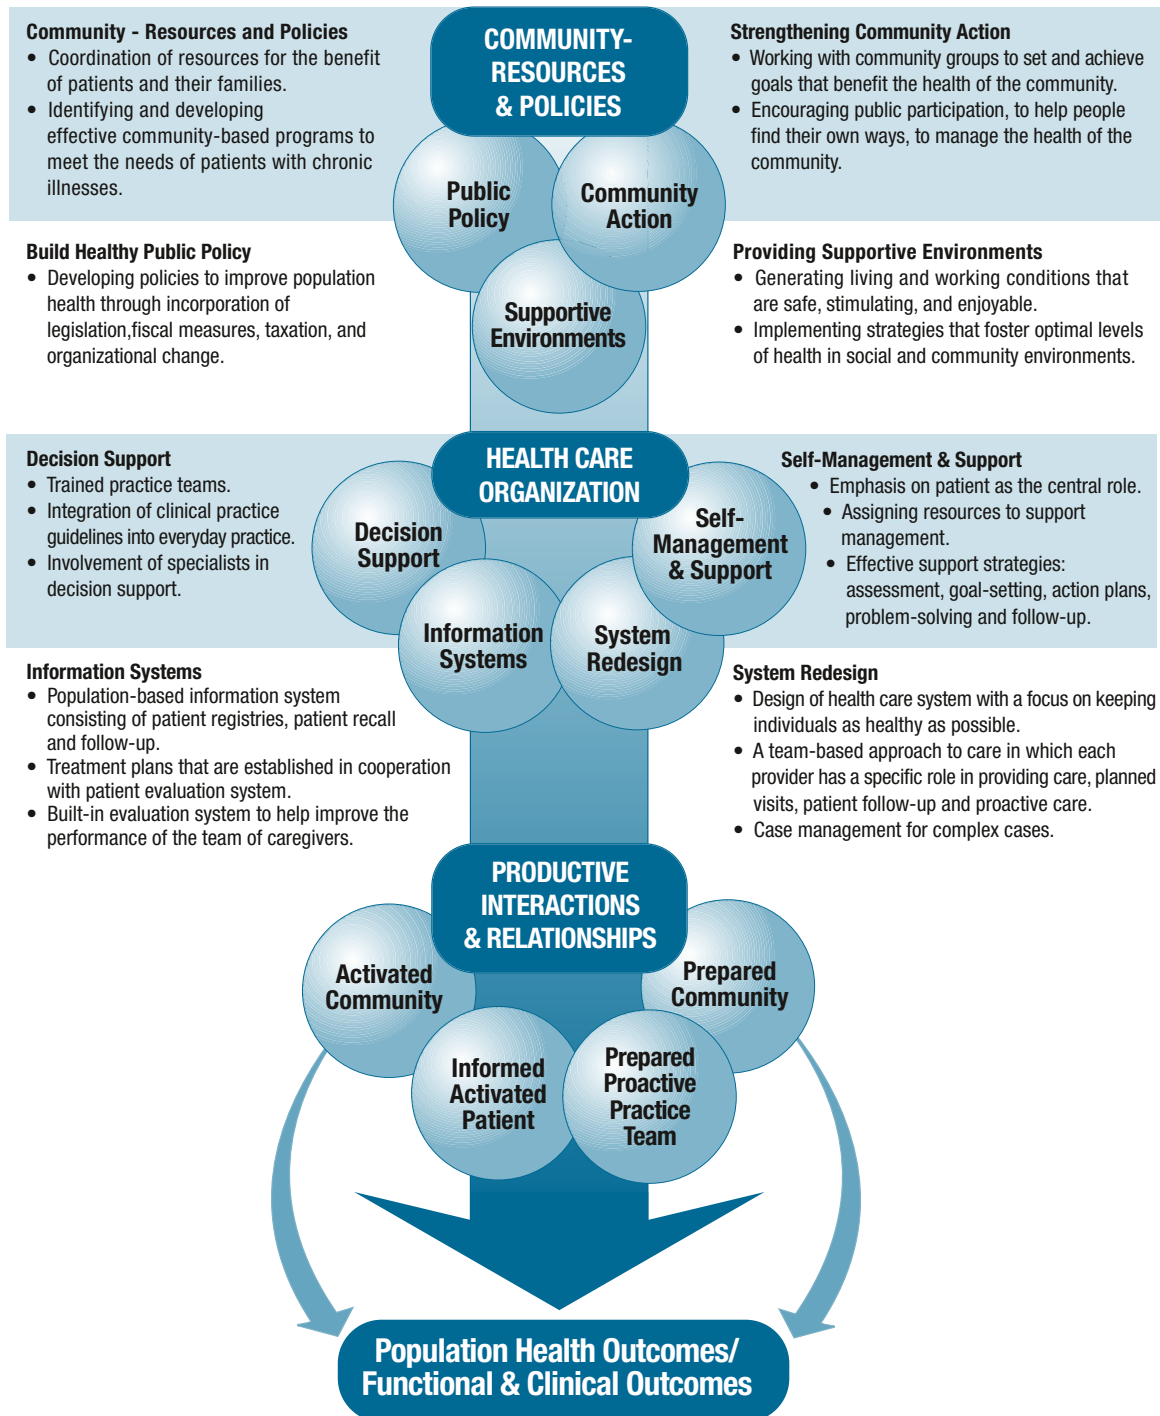 Community - Resources and Policies
• Coordination of resources for the benefit
of patients and their families.
• Identifying and developing
effective community-based programs to
meet the needs of patients with chronic
illnesses.
COMMUNITY-
RESOURCES
& POLICIES
Strengthening Community Action
• Working with community groups to set and achieve
goals that benefit the health of the community.
• Encouraging public participation, to help people
find their own ways, to manage the health of the
community.
Public
Policy
Community
Action
Supportive
Environments
Build Healthy Public Policy
• Developing policies to improve population
health through incorporation of
legislation,fiscal measures, taxation, and
organizational change.
Providing Supportive Environments
• Generating living and working conditions that
are safe, stimulating, and enjoyable.
• Implementing strategies that foster optimal levels
of health in social and community environments.
Decision Support
• Trained practice teams.
• Integration of clinical practice
guidelines into everyday practice.
• Involvement of specialists in
decision support.
HEALTH CARE
ORGANIZATION
Self-Management & Support
• Emphasis on patient as the central role.
• Assigning resources to support
management.
• Effective support strategies:
assessment, goal-setting, action plans,
problem-solving and follow-up.
Decision
Support
Information
Systems
System
Redesign
Self-
Management
& Support
Information Systems
• Population-based information system
consisting of patient registries, patient recall
and follow-up.
• Treatment plans that are established in cooperation
with patient evaluation system.
• Built-in evaluation system to help improve the
performance of the team of caregivers.
System Redesign
• Design of health care system with a focus on keeping
individuals as healthy as possible.
• A team-based approach to care in which each
provider has a specific role in providing care, planned
visits, patient follow-up and proactive care.
• Case management for complex cases.
PRODUCTIVE
INTERACTIONS
& RELATIONSHIPS
Activated
Community
Informed
Activated
Patient
Prepared
Proactive
Practice
Team
Prepared
Community
Population Health Outcomes/
Functional & Clinical Outcomes